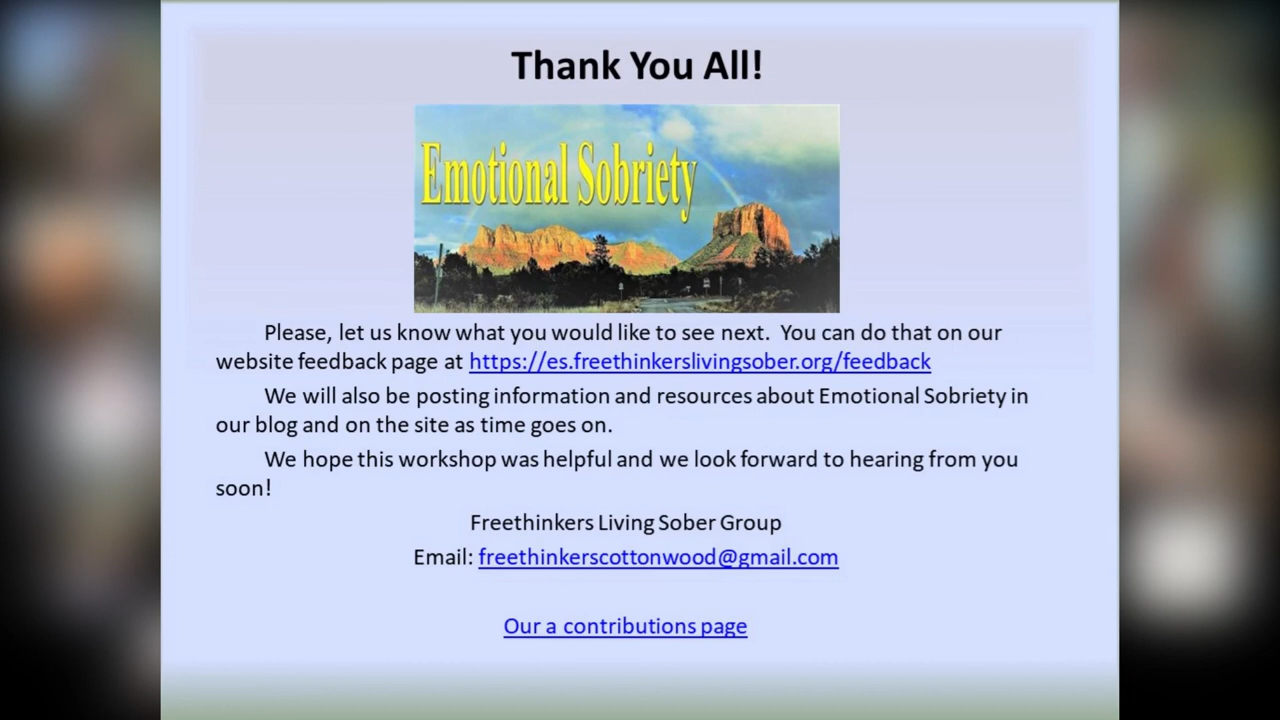 Thank You All!
Emotional Sobriety
Please, let us know what you would like to see next.  You can do that on our
website feedback page at https://es.freethinkerslivingsober.org/feedback
We will also be posting information and resources about Emotional Sobriety in
our blog and on the site as time goes on.
We hope this workshop was helpful and we look forward to hearing from you
soon!
Freethinkers Living Sober Group
Email: freethinkerscottonwood@gmail.com
Our a contributions page